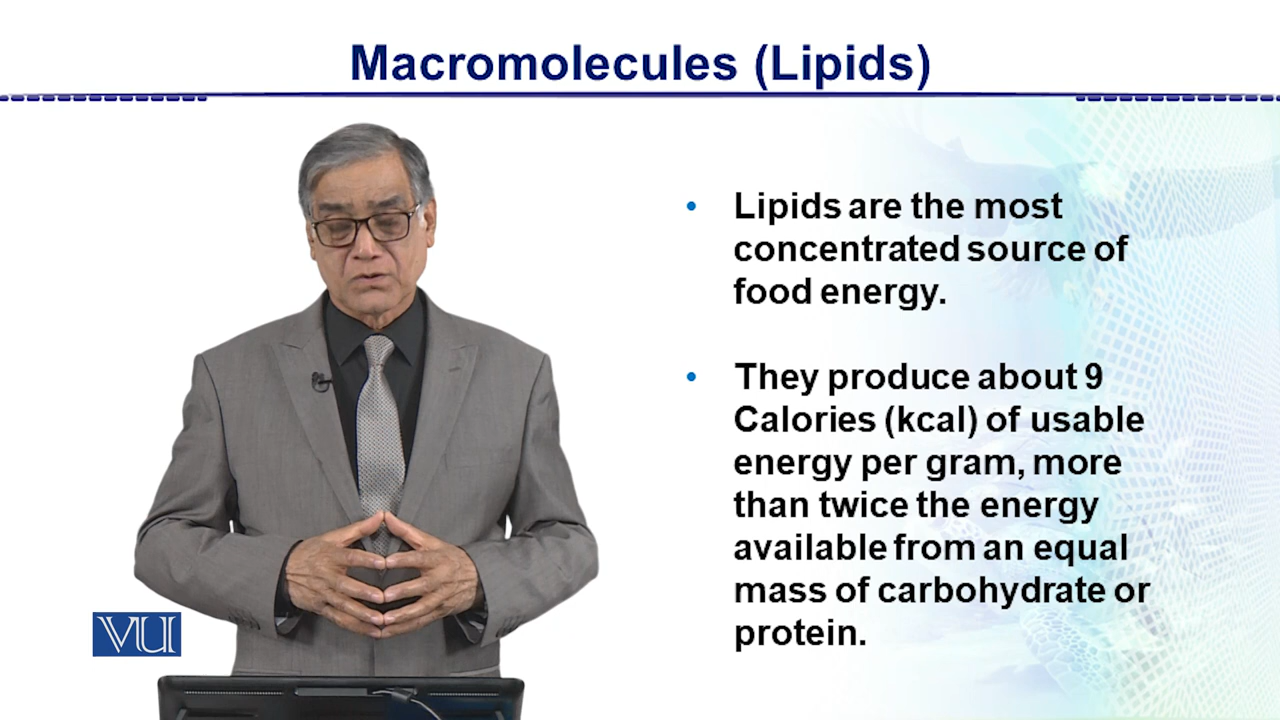 Macromolecules (Lipids)
• Lipids are the most
concentrated source of
food energy.
• They produce about 9
Calories (kcal) of usable
energy per gram, more
than twice the energy
available from an equal
mass of carbohydrate or
protein.
VU